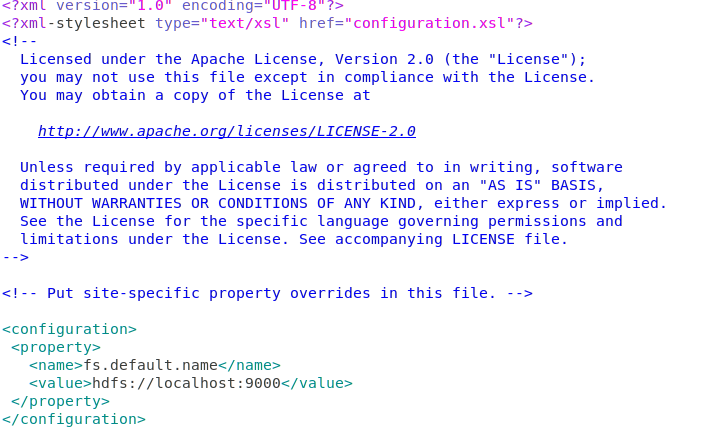 <?xml version="1.0" encoding="UTF-8"?>
<?xml-stylesheet type="text/xsl" href="configuration.xsl"?>
<!--
  Licensed under the Apache License, Version 2.0 (the "License");
  you may not use this file except in compliance with the License.
  You may obtain a copy of the License at

    http://www.apache.org/licenses/LICENSE-2.0

  Unless required by applicable law or agreed to in writing, software
  distributed under the License is distributed on an "AS IS" BASIS,
  WITHOUT WARRANTIES OR CONDITIONS OF ANY KIND, either express or implied.
  See the License for the specific language governing permissions and
  limitations under the License. See accompanying LICENSE file.
-->

<!-- Put site-specific property overrides in this file. -->

<configuration>
 <property>
   <name>fs.default.name</name>
   <value>hdfs://localhost:9000</value>
 </property>
</configuration>